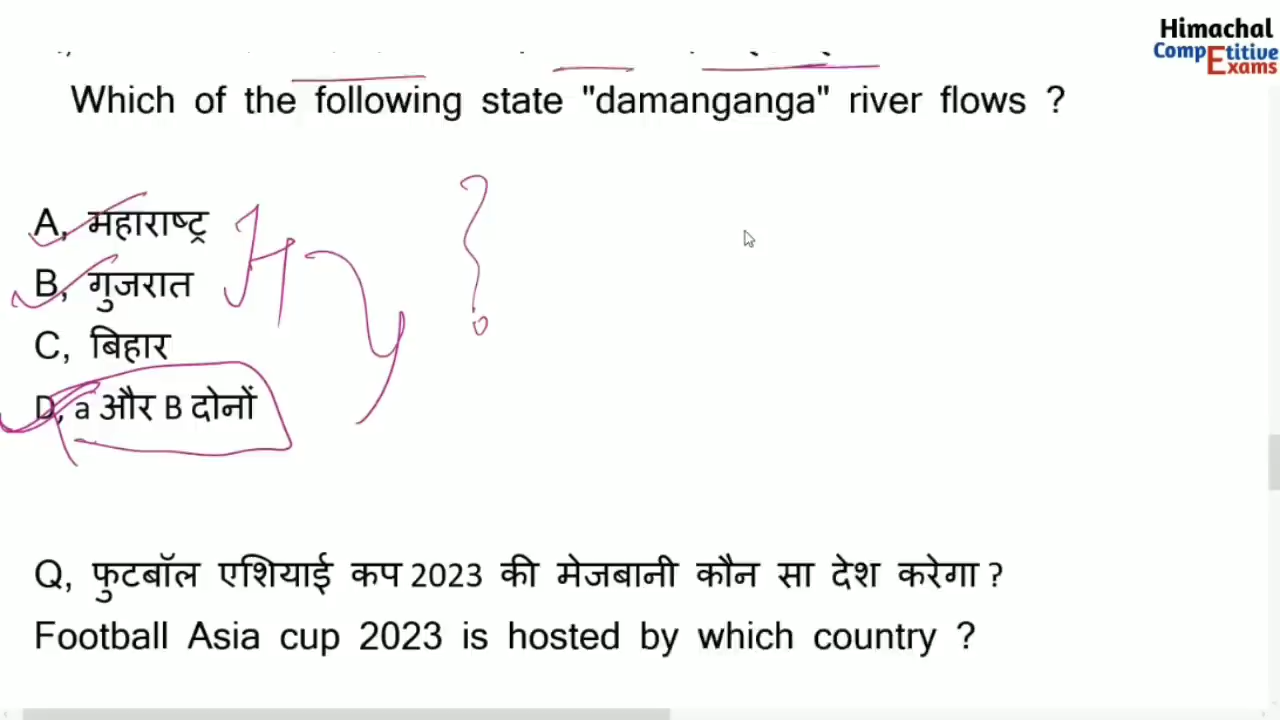 Himachal
CompEtitive
Exams
Which of the following state "damanganga" river flows ?
A, महाराष्ट्र
B, गुजरात
C, बिहार
D, a और B दोनों
Q, फुटबॉल एशियाई कप 2023 की मेजबानी कौन सा देश करेगा ?
Football Asia cup 2023 is hosted by which country ?